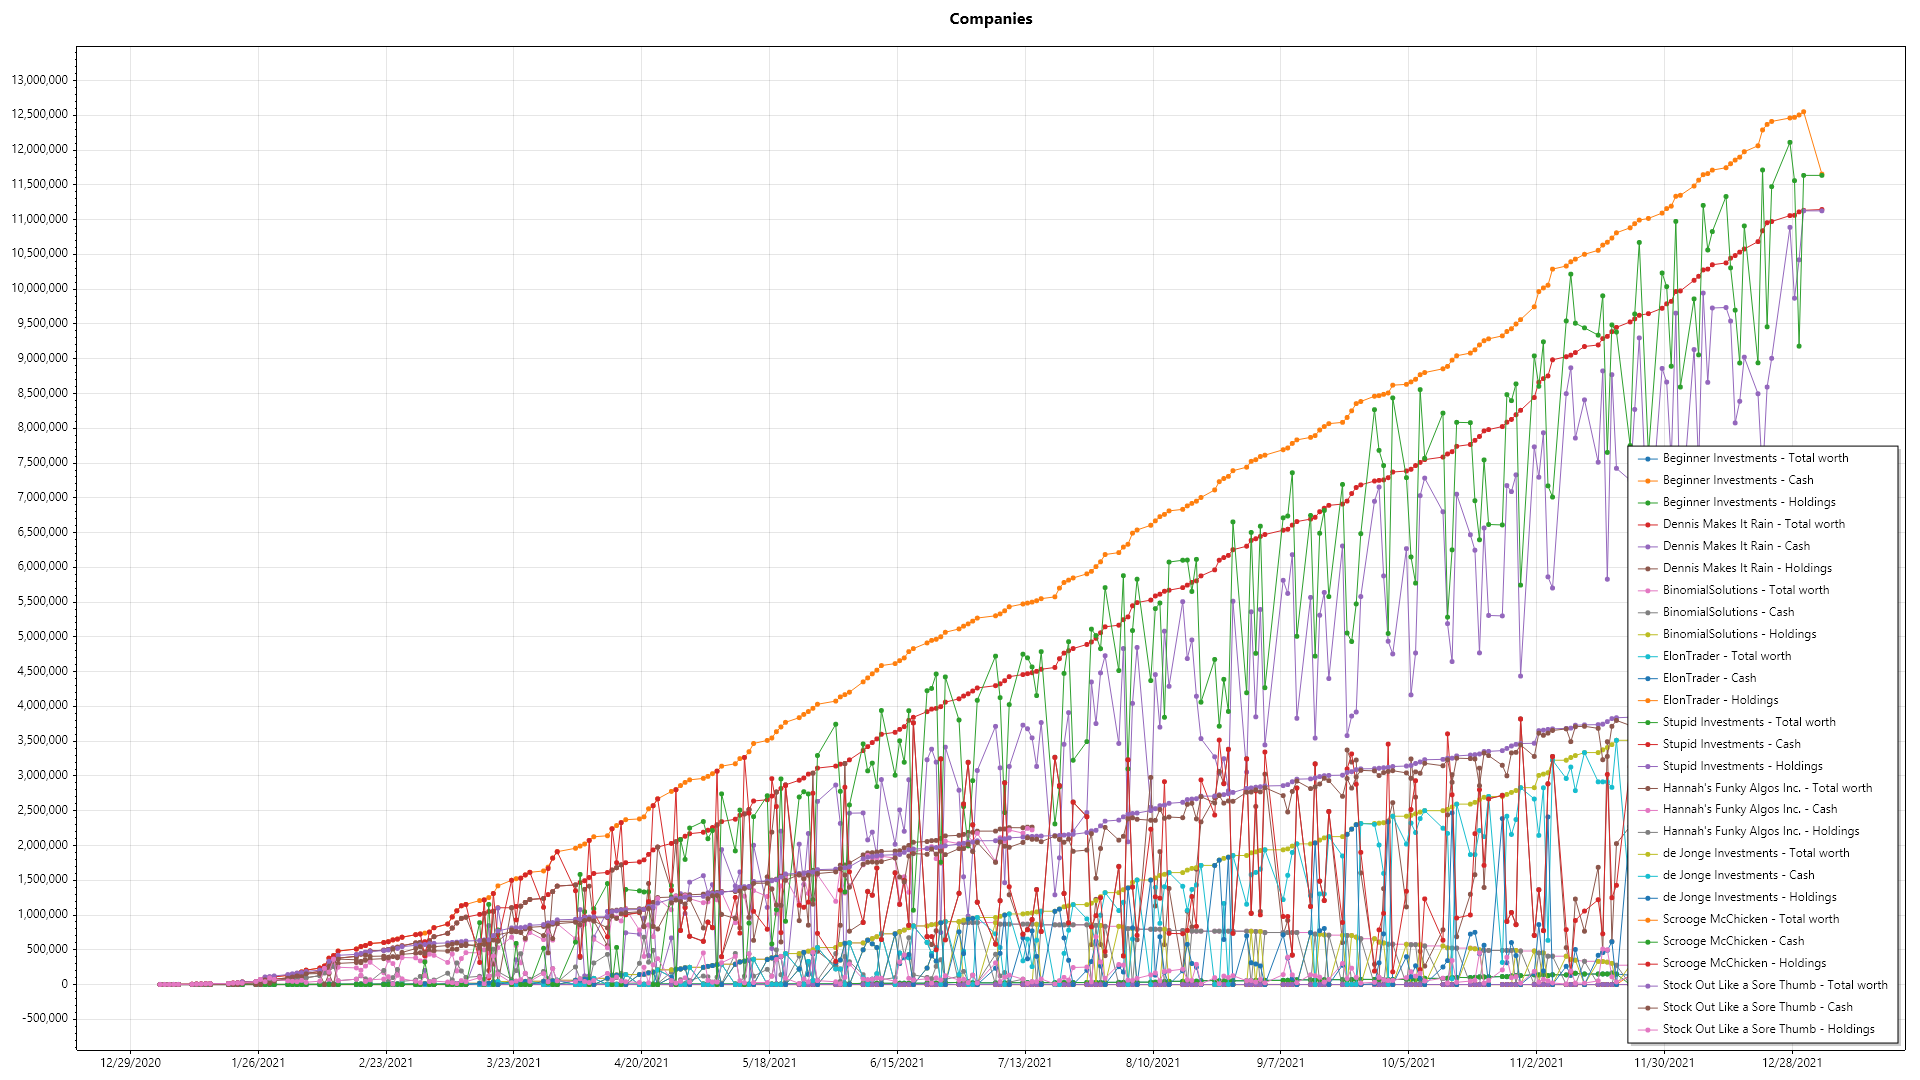 Companies
13,000,000
12,500,000
12,000,000
11,500,000
11,000,000
10,500,000
10,000,000
9,500,000
9,000,000
8,500,000
8,000,000
7,500,000
7,000,000
6,500,000
6,000,000
5,500,000
5,000,000
4,500,000
4,000,000
3,500,000
3,000,000
2,500,000
2,000,000
1,500,000
1,000,000
500,000
0
-500,000
12/29/2020 1/26/2021 2/23/2021 3/23/2021 4/20/2021 5/18/2021 6/15/2021 7/13/2021 8/10/2021 9/7/2021 10/5/2021 11/2/2021 11/30/2021 12/28/2021
Beginner Investments - Total worth
Beginner Investments - Cash
Beginner Investments - Holdings
Dennis Makes It Rain - Total worth
Dennis Makes It Rain - Cash
Dennis Makes It Rain - Holdings
BinomialSolutions - Total worth
BinomialSolutions - Cash
BinomialSolutions - Holdings
ElonTrader - Total worth
ElonTrader - Cash
ElonTrader - Holdings
Stupid Investments - Total worth
Stupid Investments - Cash
Stupid Investments - Holdings
Hannah's Funky Algos Inc. - Total worth
Hannah's Funky Algos Inc. - Cash
Hannah's Funky Algos Inc. - Holdings
de Jonge Investments - Total worth
de Jonge Investments - Cash
de Jonge Investments - Holdings
Scrooge McChicken - Total worth
Scrooge McChicken - Cash
Scrooge McChicken - Holdings
Stock Out Like a Sore Thumb - Total worth
Stock Out Like a Sore Thumb - Cash
Stock Out Like a Sore Thumb - Holdings